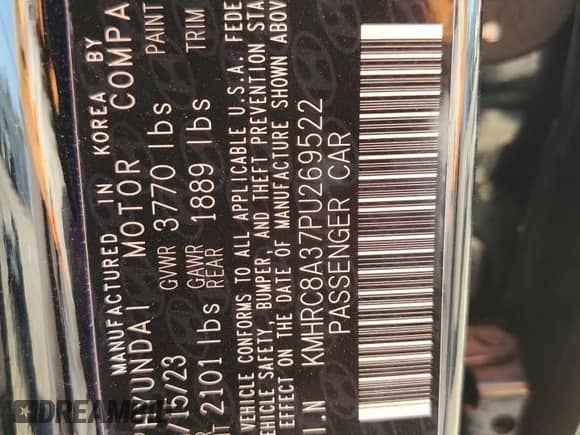 MANUFACTURED IN KOREA BY
HYUNDAI MOTOR COMPA
/15/23 GVWR 3770 lbs PAINT
GAWR
2101 lbs REAR 1889 lbs TRIM
VEHICLE CONFORMS TO ALL APPLICABLE U.S.A. FEDE
EHICLE SAFETY, BUMPER, AND THEFT PREVENTION STA
EFFECT ON THE DATE OF MANUFACTURE SHOWN ABOV
I.N KMHRC8A37PU269522
PASSENGER CAR